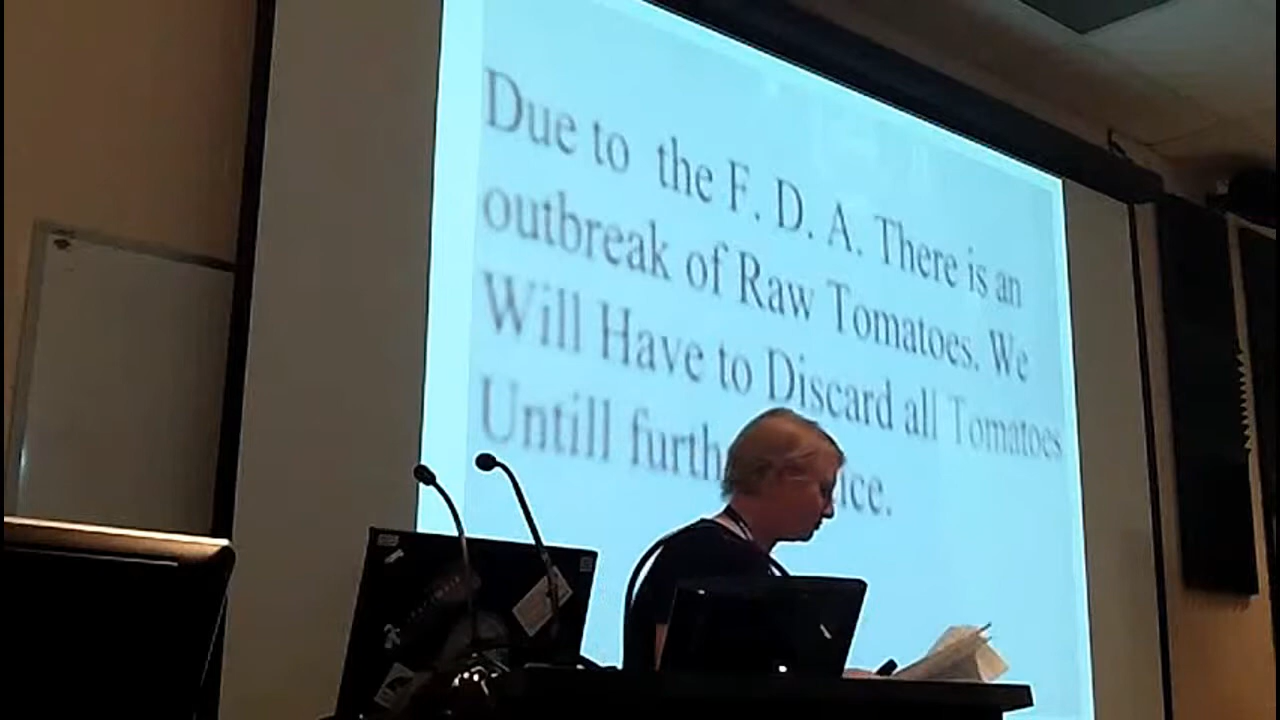 Due to the F. D. A. There is an
outbreak of Raw Tomatoes. We
Will Have to Discard all Tomatoes
Untill furth ice.